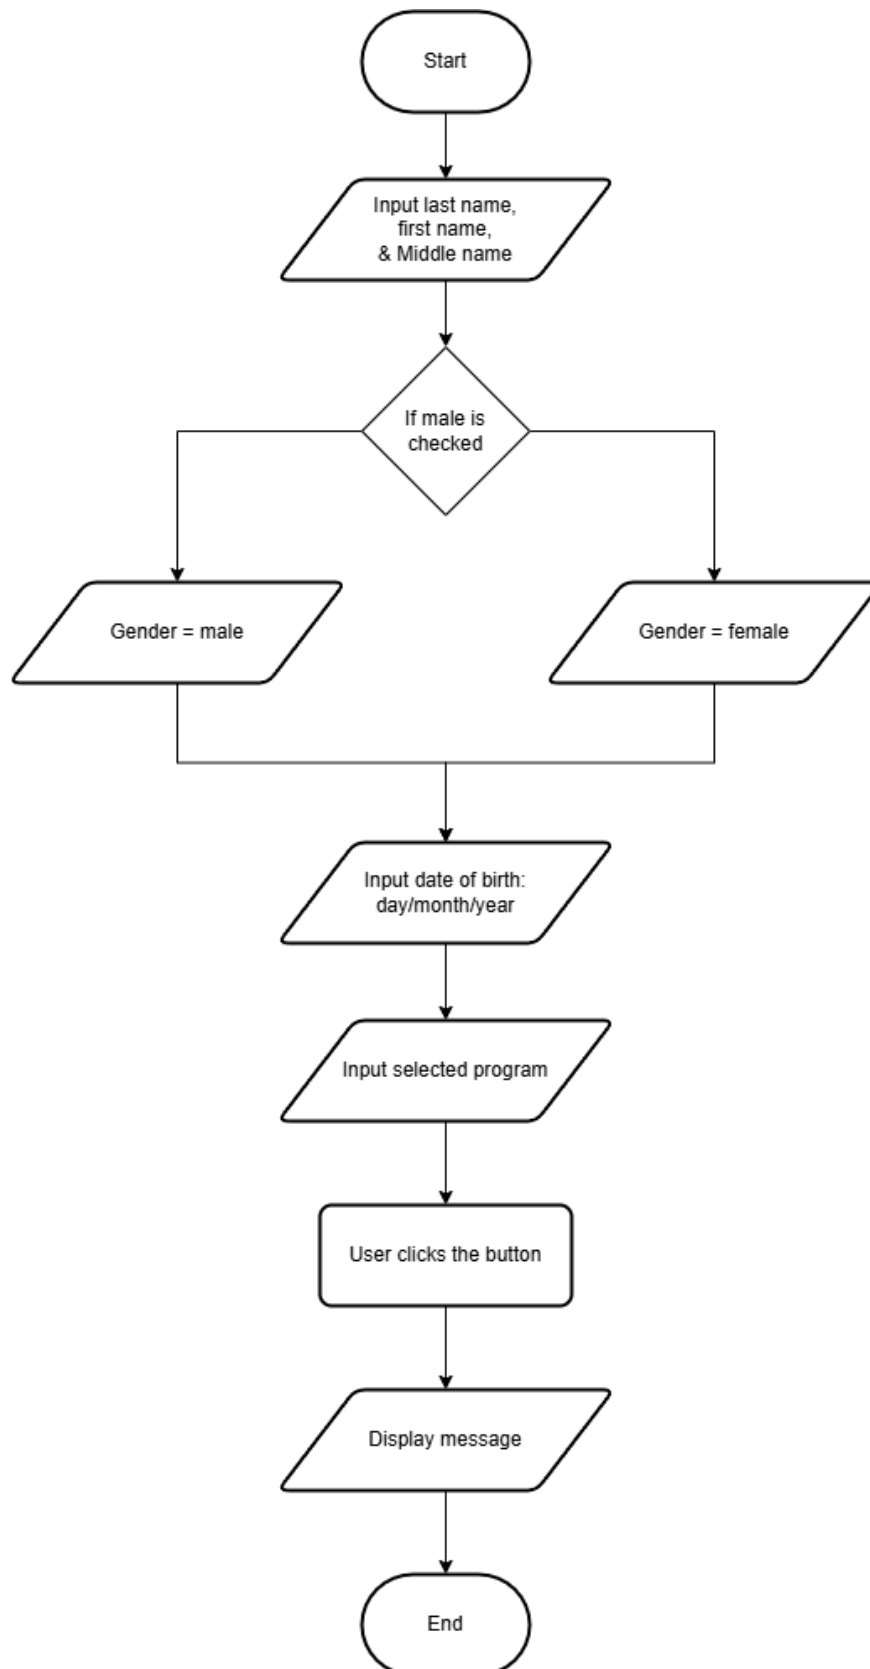 Start
Input last name,
first name,
& Middle name
If male is
checked
Gender = male
Gender = female
Input date of birth:
day/month/year
Input selected program
User clicks the button
Display message
End